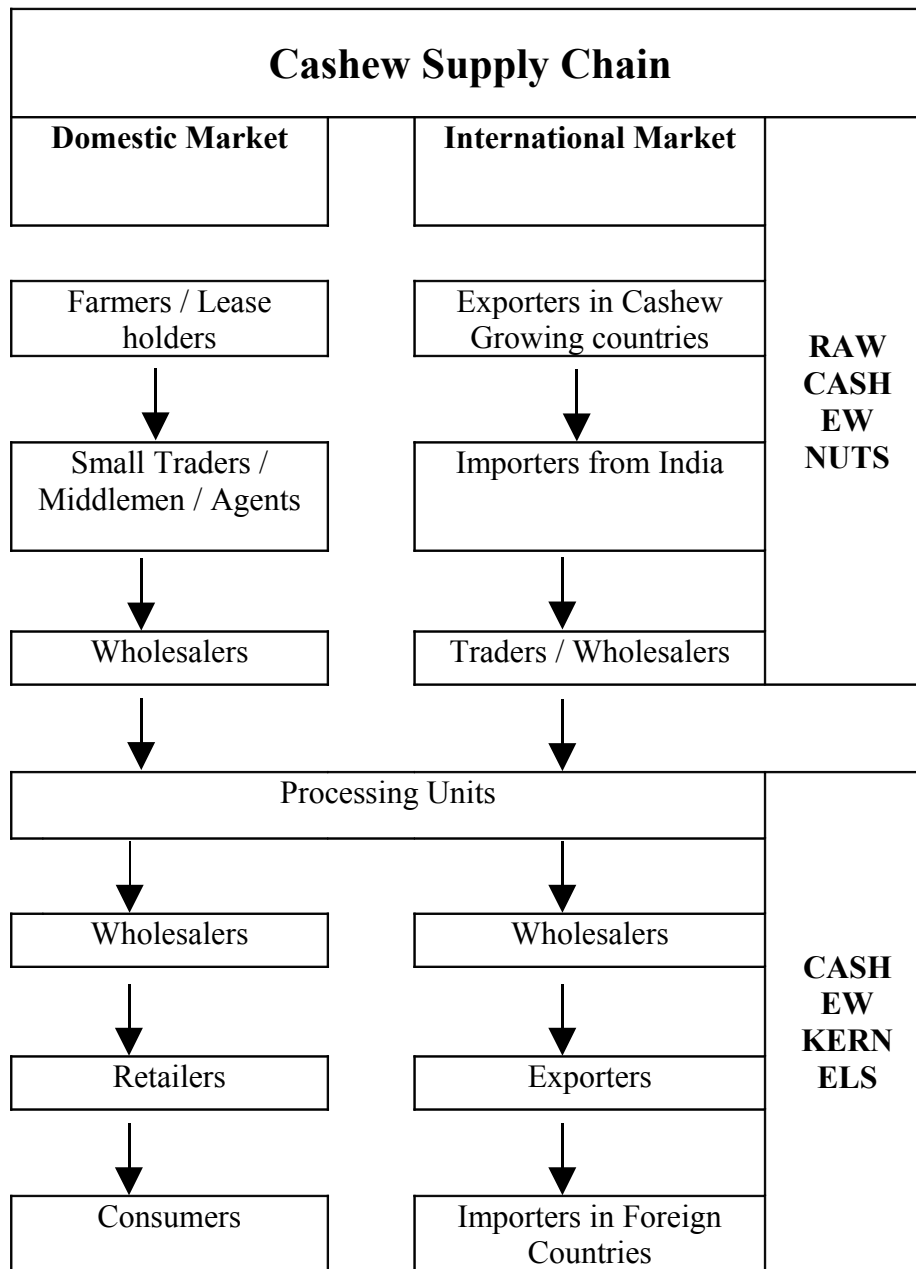 Cashew Supply Chain
Domestic Market
International Market
Farmers / Lease
holders
Exporters in Cashew
Growing countries
RAW
CASH
EW
NUTS
Small Traders /
Middlemen / Agents
Importers from India
Wholesalers
Traders / Wholesalers
Processing Units
Wholesalers
Wholesalers
CASH
EW
KERN
ELS
Retailers
Exporters
Consumers
Importers in Foreign
Countries